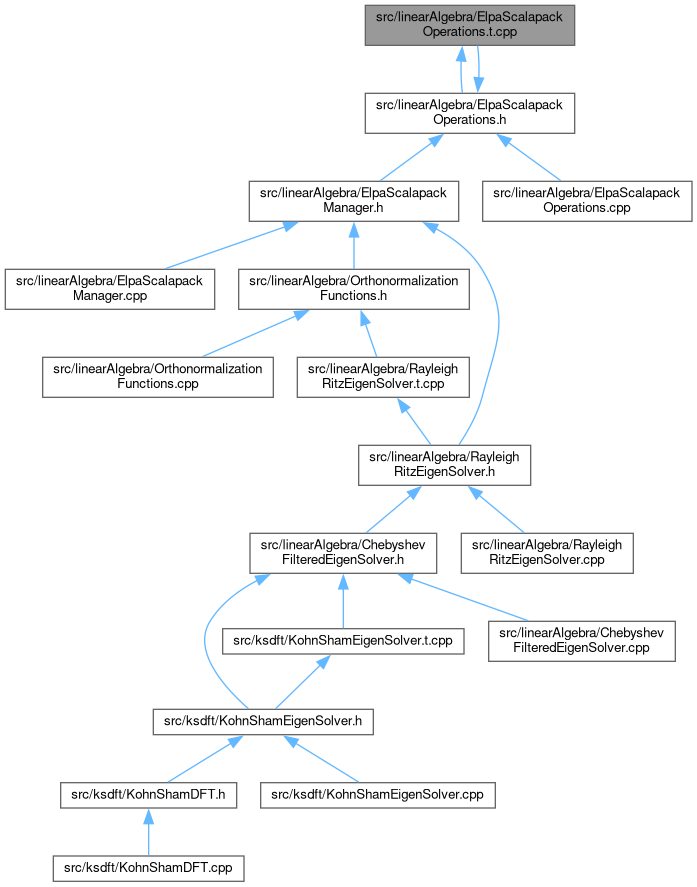 src/linearAlgebra/ElpaScalapack
Operations.t.cpp
src/linearAlgebra/ElpaScalapack
Operations.h
src/linearAlgebra/ElpaScalapack
Manager.h
src/linearAlgebra/ElpaScalapack
Operations.cpp
src/linearAlgebra/ElpaScalapack
Manager.cpp
src/linearAlgebra/Orthonormalization
Functions.h
src/linearAlgebra/Orthonormalization
Functions.cpp
src/linearAlgebra/Rayleigh
RitzEigenSolver.t.cpp
src/linearAlgebra/Rayleigh
RitzEigenSolver.h
src/linearAlgebra/Chebyshev
FilteredEigenSolver.h
src/linearAlgebra/Rayleigh
RitzEigenSolver.cpp
src/ksdft/KohnShamEigenSolver.t.cpp
src/linearAlgebra/Chebyshev
FilteredEigenSolver.cpp
src/ksdft/KohnShamEigenSolver.h
src/ksdft/KohnShamDFT.h
src/ksdft/KohnShamEigenSolver.cpp
src/ksdft/KohnShamDFT.cpp